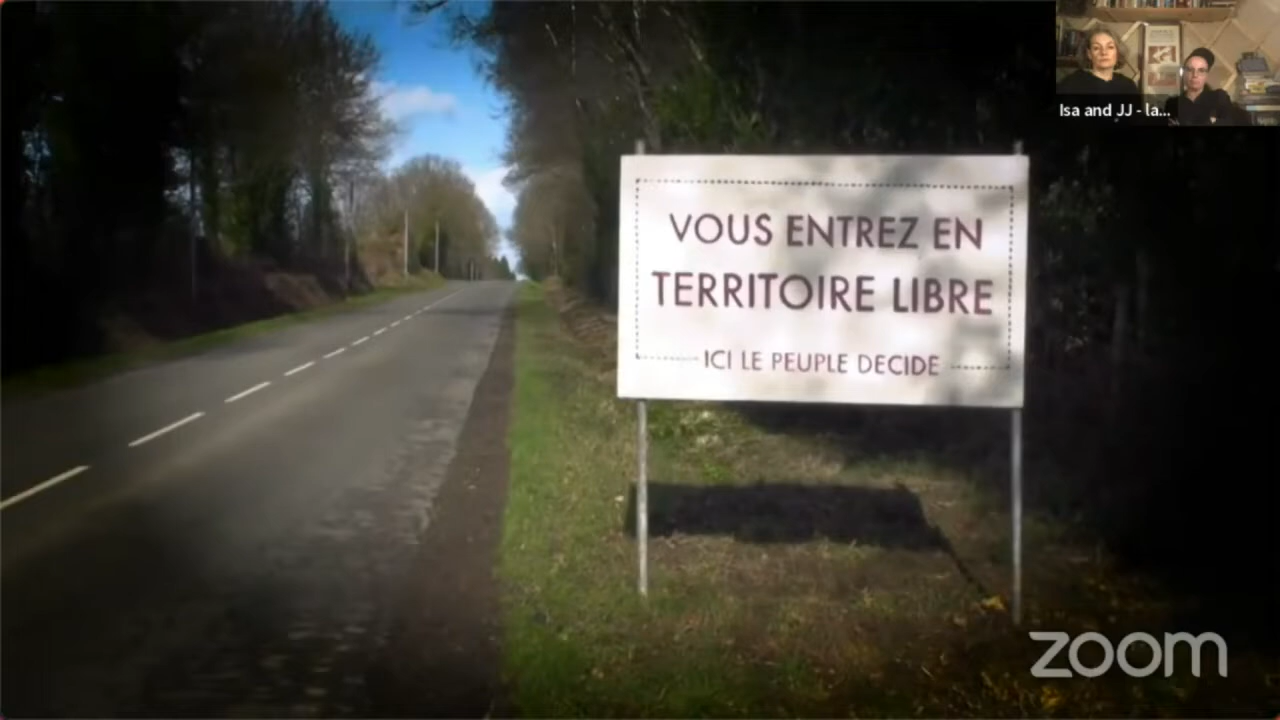 Isa and JJ - la...
VOUS ENTREZ EN
TERRITOIRE LIBRE
ICI LE PEUPLE DECIDE
zoom